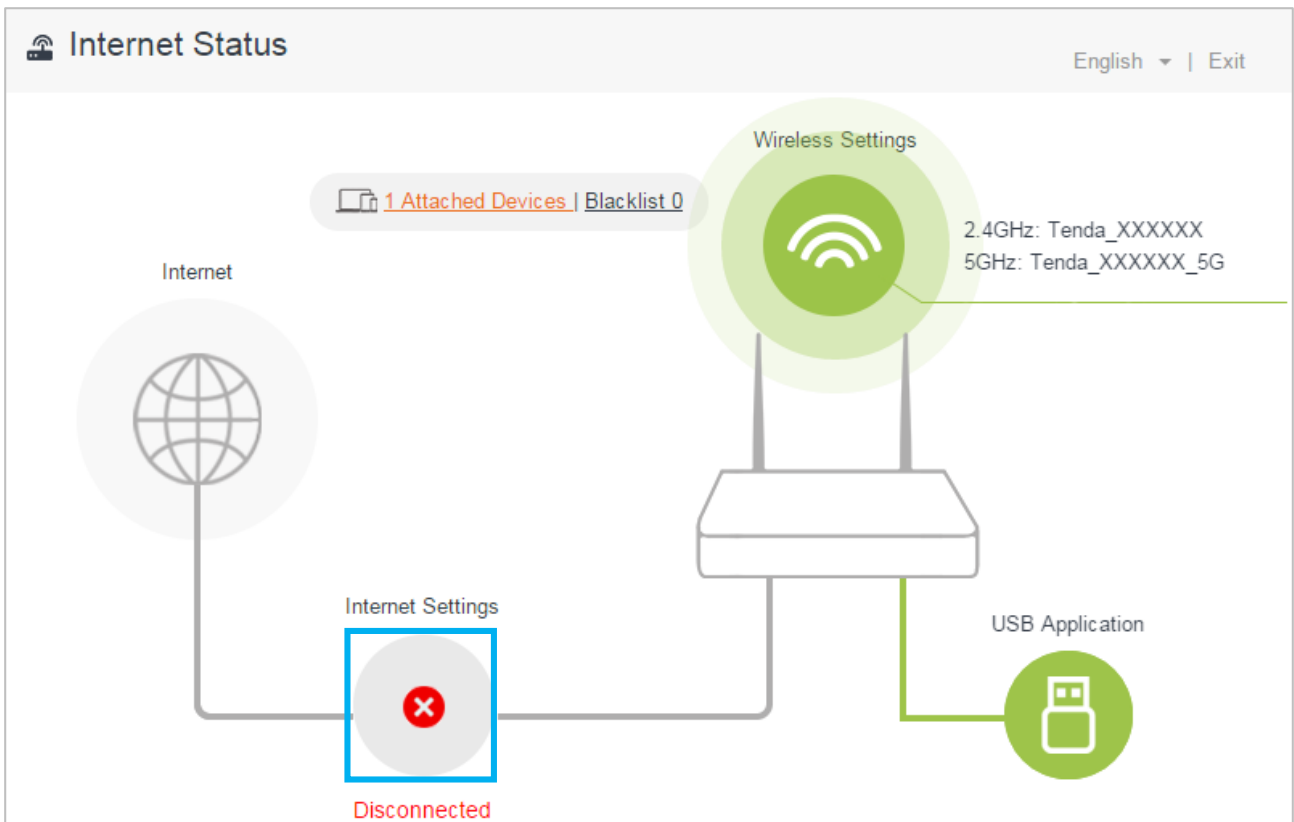 Internet Status
English | Exit
Wireless Settings
1 Attached Devices | Blacklist 0
2.4GHz: Tenda_XXXXXX
5GHz: Tenda_XXXXXX_5G
Internet
Internet Settings
USB Application
Disconnected